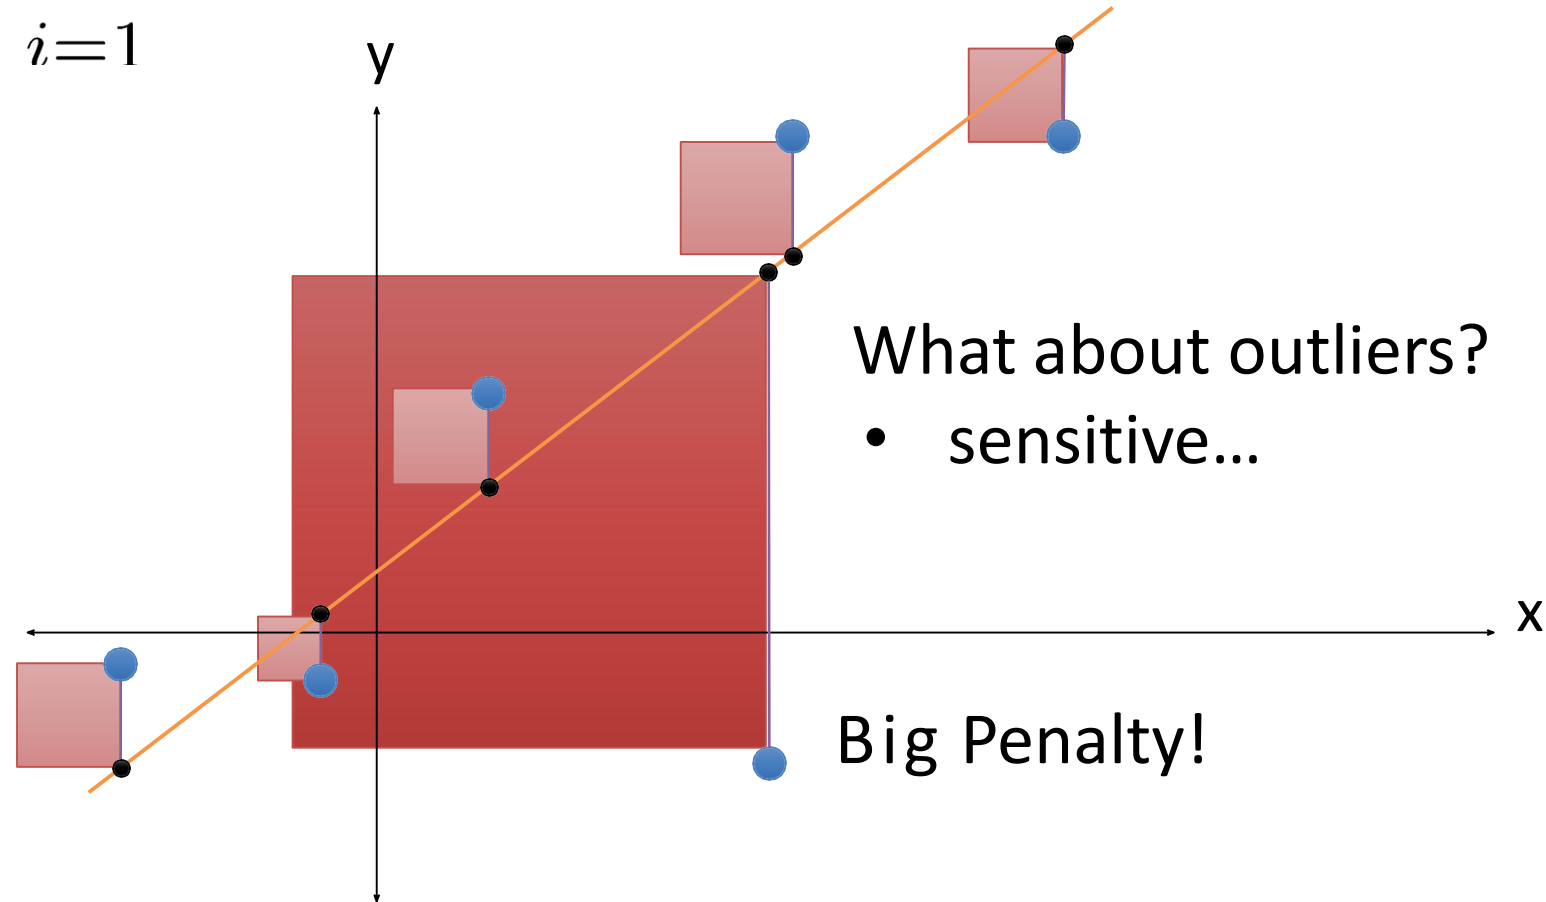 i=1
y
What about outliers?
• sensitive...
x
Big Penalty!